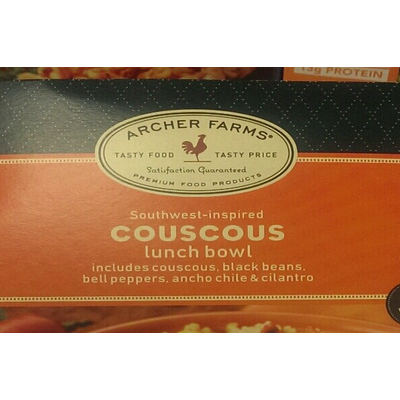 13g PROTEIN
ARCHER FARMS®
TASTY FOOD TASTY PRICE
Satisfaction Guaranteed
PREMIUM FOOD PRODUCTS
Southwest-inspired
COUSCOUS
lunch bowl
includes couscous, black beans,
bell peppers, ancho chile & cilantro